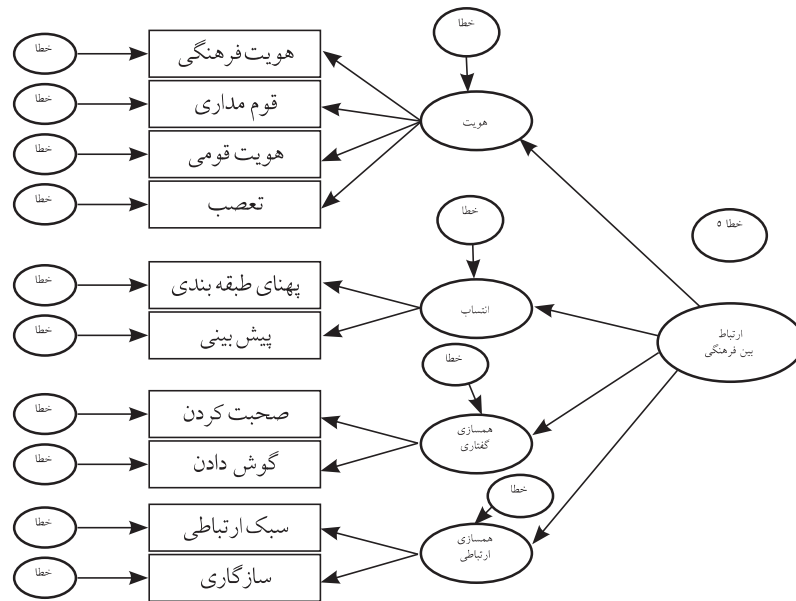 خطا
هویت
خطا ۵
ارتباط
بین فرهنگی
خطا
انتساب
خطا
همسازی
گفتاری
خطا
همسازی
ارتباطی
هویت فرهنگی
خطا
قوم مداری
خطا
هویت قومی
خطا
تعصب
خطا
پهنای طبقه بندی
خطا
پیش بینی
خطا
صحبت کردن
خطا
گوش دادن
خطا
سبک ارتباطی
خطا
سازگاری
خطا